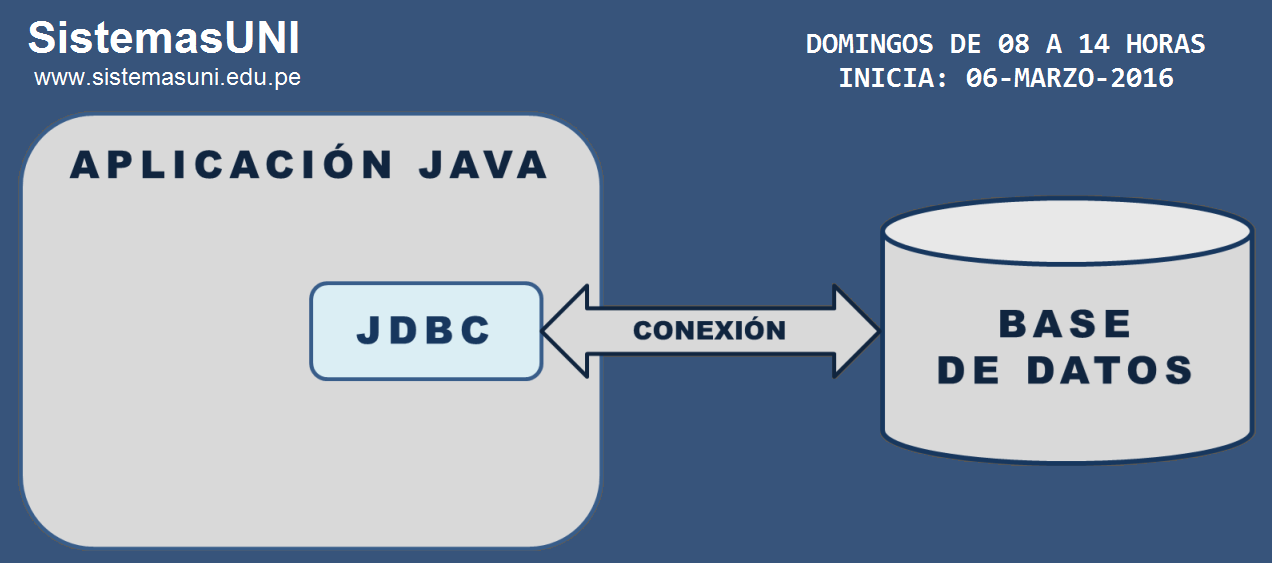 SistemasUNI
www.sistemasuni.edu.pe
DOMINGOS DE 08 A 14 HORAS
INICIA: 06-MARZO-2016
APLICACIÓN JAVA
JDBC
CONEXIÓN
BASE
DE DATOS